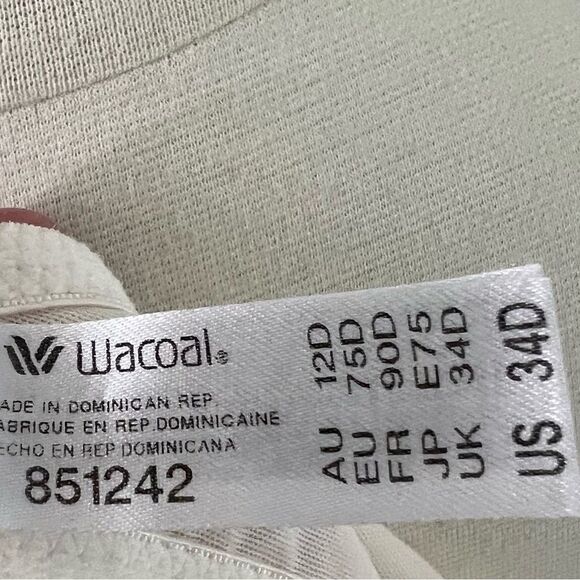 Wacoal®
ADE IN DOMINICAN REP.
ABRIQUE EN REP.DOMINICAINE
ECHO EN REP DOMINICANA
851242
AU 12D
EU 75D
FR 90D
JP E75
UK 34D
US 34D